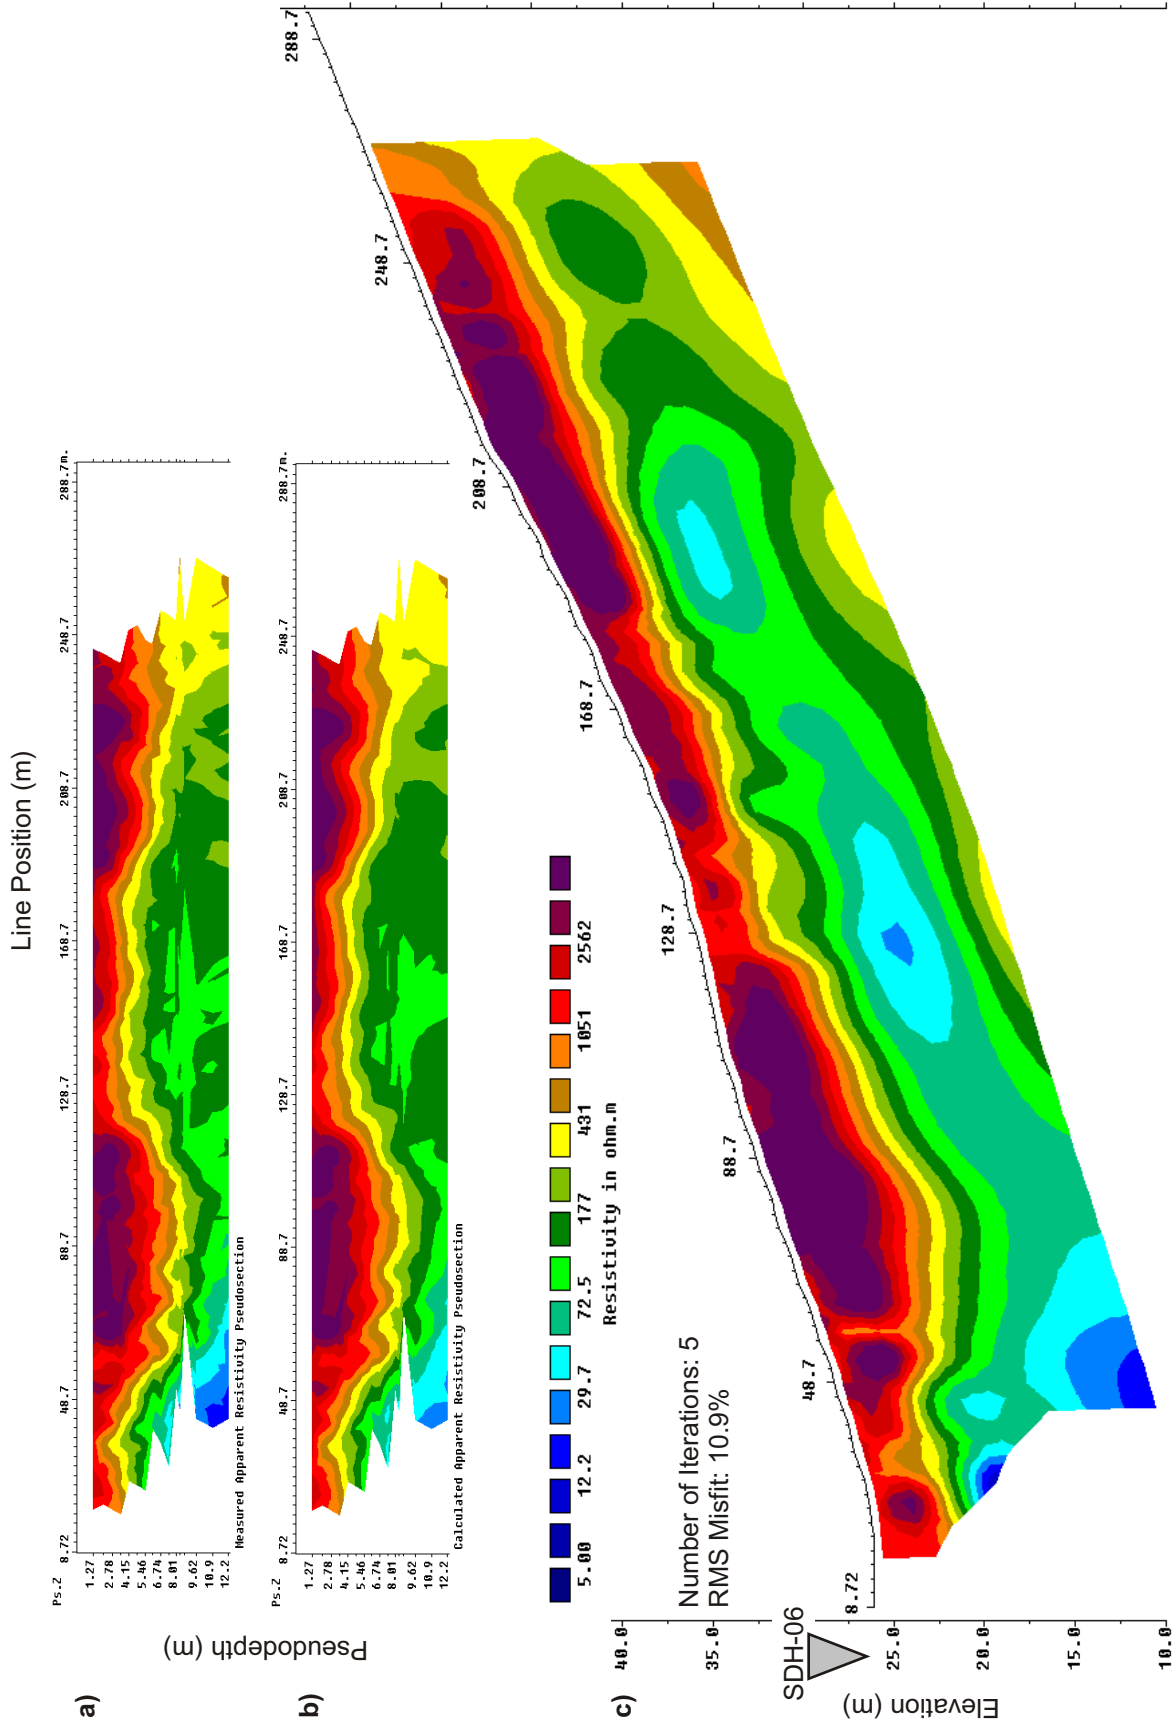 Line Position (m)
a)
Ps.Z
8.72 48.7 88.7 128.7 168.7 208.7 248.7 288.7m.
1.27
2.78
4.15
5.46
6.74
8.01
9.62
10.9
12.2
Measured Apparent Resistivity Pseudosection
Pseudodepth (m)
b)
Ps.Z
8.72 48.7 88.7 128.7 168.7 208.7 248.7 288.7m.
1.27
2.78
4.15
5.46
6.74
8.01
9.62
10.9
12.2
Calculated Apparent Resistivity Pseudosection
5.00 12.2 29.7 72.5 177 431 1051 2562
Resistivity in ohm.m
c)
Number of Iterations: 5
RMS Misfit: 10.9%
SDH-06
Elevation (m)
40.0
35.0
25.0
20.0
15.0
10.0
8.72 48.7 88.7 128.7 168.7 208.7 248.7 288.7